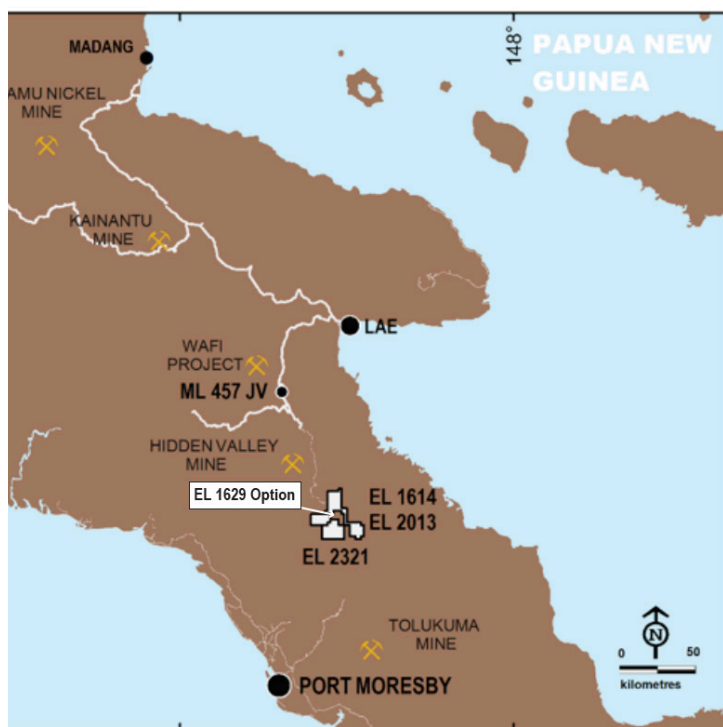 MADANG
148°
PAPUA NEW
GUINEA
AMU NICKEL
MINE
KAINANTU
MINE
LAE
WAFI
PROJECT
ML 457 JV
HIDDEN VALLEY
MINE
EL 1629 Option
EL 1614
EL 2013
EL 2321
TOLUKUMA
MINE
N
0 50
kilometres
PORT MORESBY